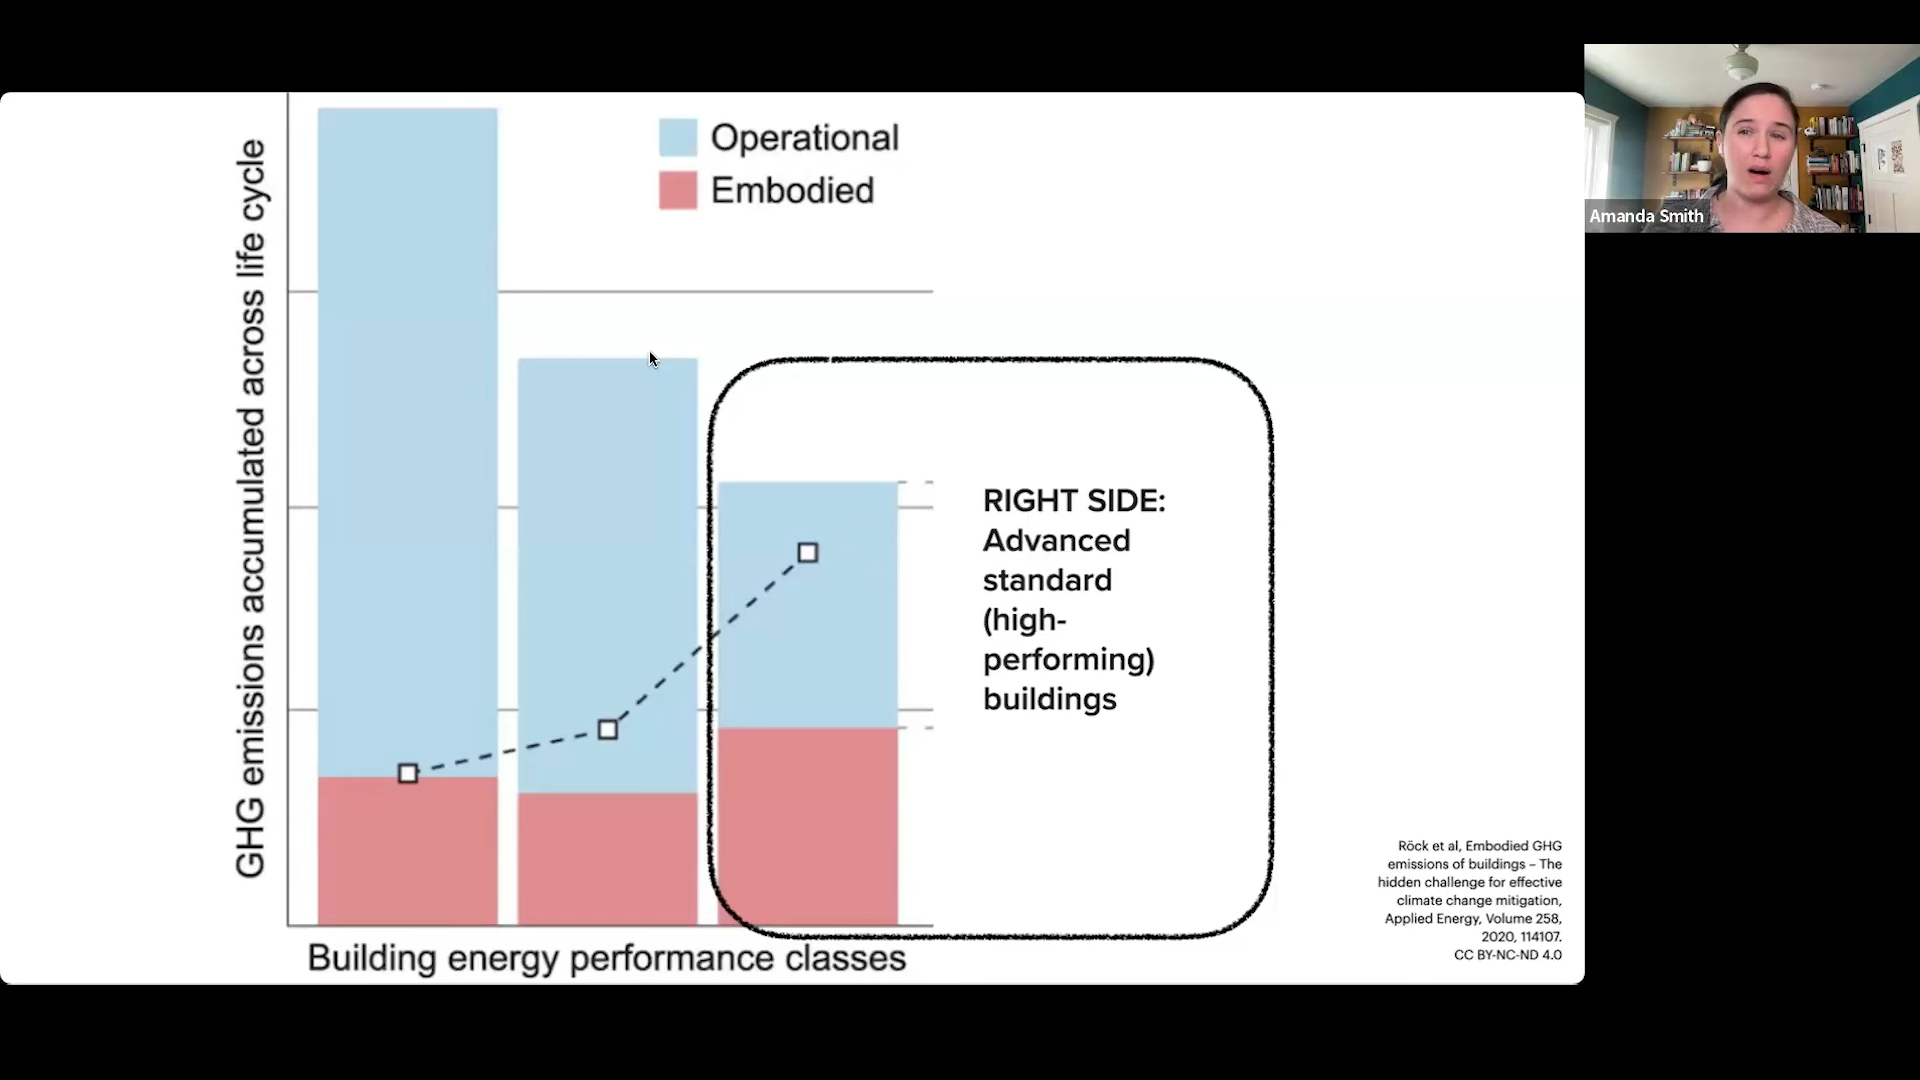 Operational
Embodied
GHG emissions accumulated across life cycle
RIGHT SIDE:
Advanced
standard
(high-
performing)
buildings
Building energy performance classes
Röck et al, Embodied GHG
emissions of buildings – The
hidden challenge for effective
climate change mitigation,
Applied Energy, Volume 258,
2020, 114107.
CC BY-NC-ND 4.0
Amanda Smith